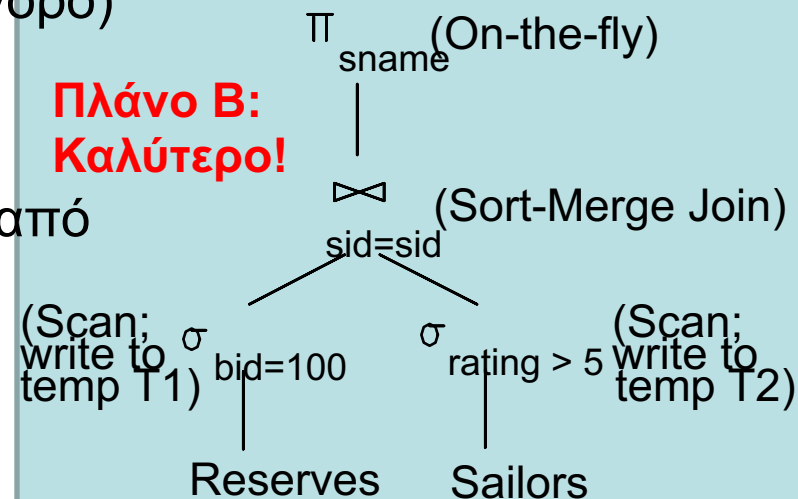 ορο)
π sname (On-the-fly)
Πλάνο Β:
Καλύτερο!
από
⋈ sid=sid (Sort-Merge Join)
(Scan;
write to
temp T1)
σ bid=100
σ rating > 5
(Scan;
write to
temp T2)
Reserves Sailors